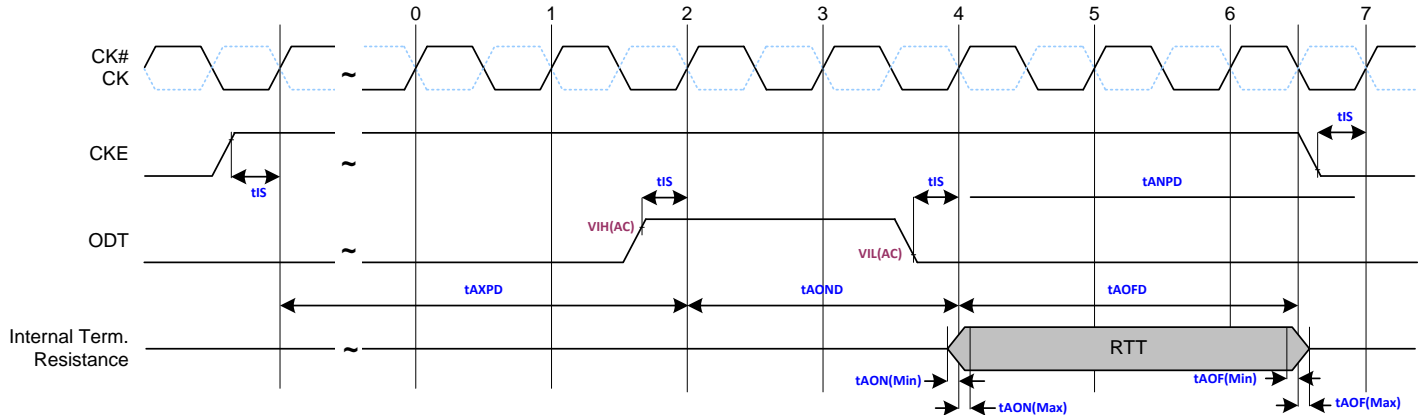 0 1 2 3 4 5 6 7
CK#
CK
~
CKE
~
tIS
tIS
tIS
tIS
tANPD
VIH(AC)
VIL(AC)
ODT
~
tAXPD
tAOND
tAOFD
Internal Term.
Resistance
~
RTT
tAON(Min)
tAOF(Min)
tAON(Max)
tAOF(Max)